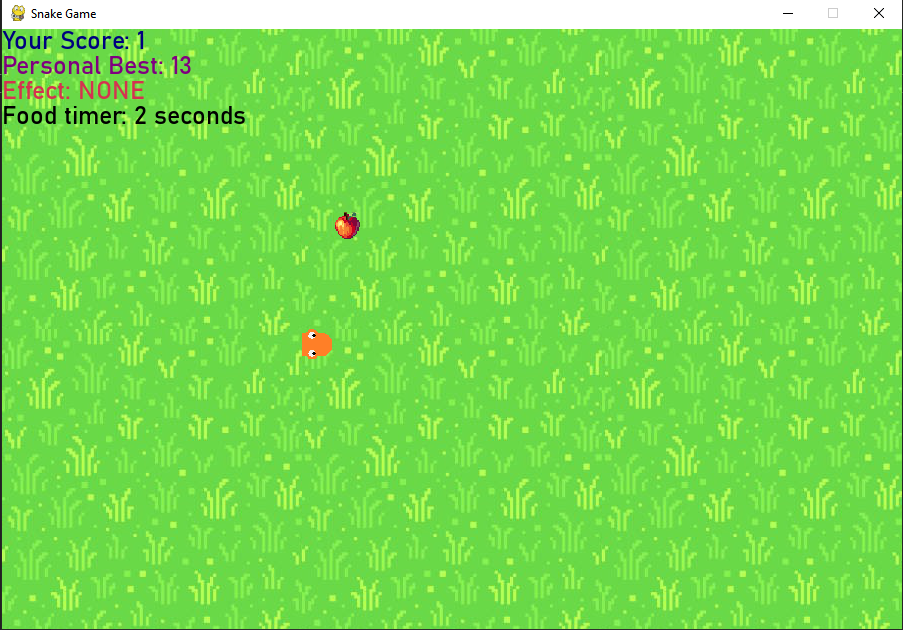 Snake Game
Your Score: 1
Personal Best: 13
Effect: NONE
Food timer: 2 seconds